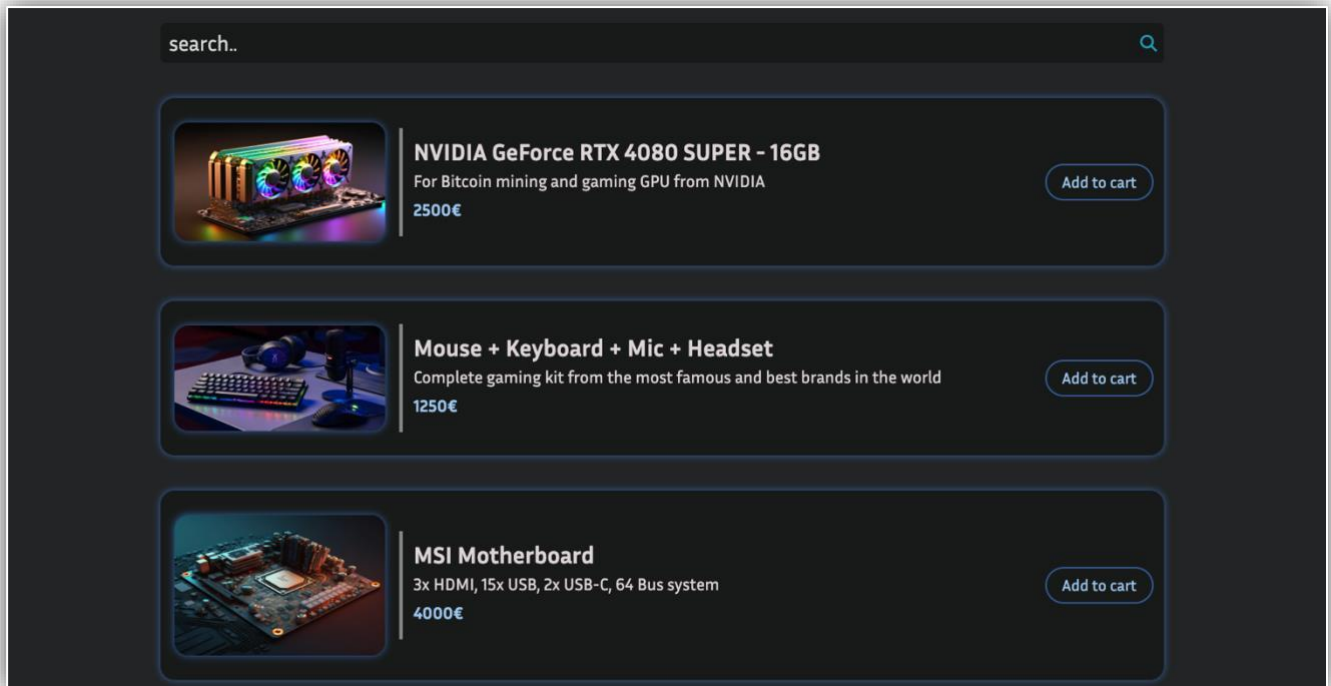 search..
NVIDIA GeForce RTX 4080 SUPER - 16GB
For Bitcoin mining and gaming GPU from NVIDIA
2500€
Add to cart
Mouse + Keyboard + Mic + Headset
Complete gaming kit from the most famous and best brands in the world
1250€
Add to cart
MSI Motherboard
3x HDMI, 15x USB, 2x USB-C, 64 Bus system
4000€
Add to cart